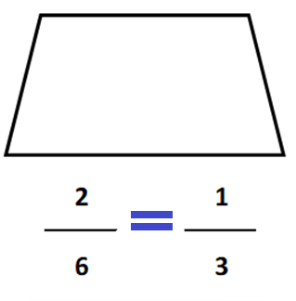 2/6 = 1/3